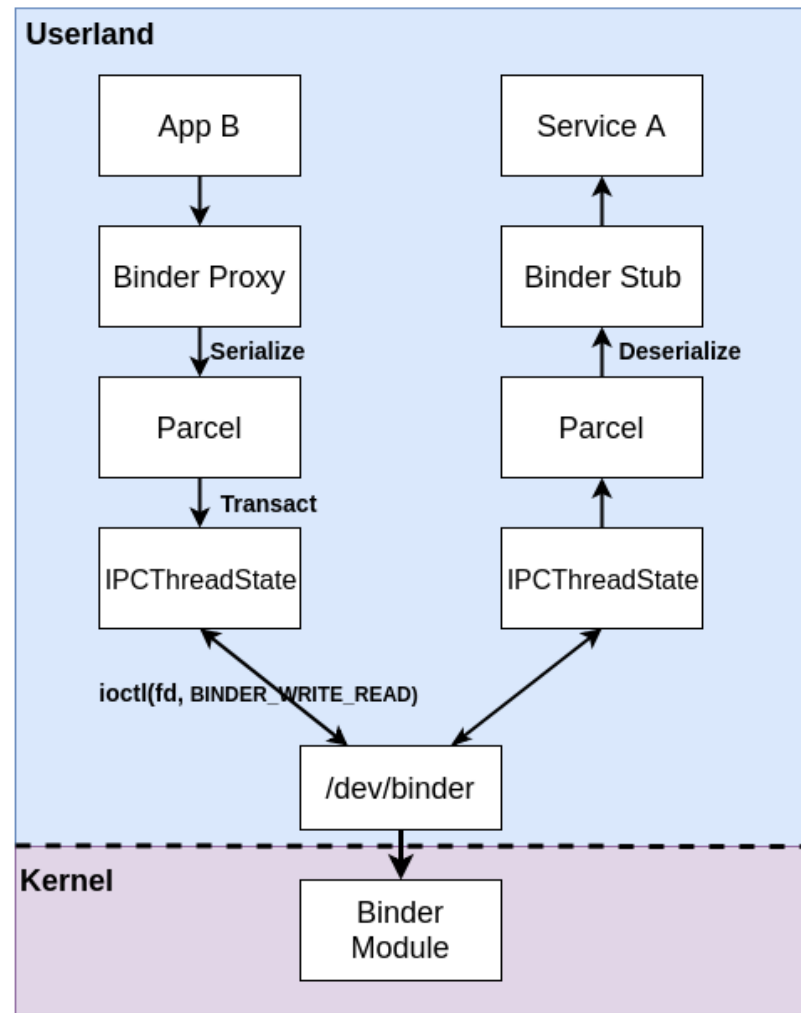 Userland
App B
Service A
Binder Proxy
Binder Stub
Serialize
Deserialize
Parcel
Parcel
Transact
IPCThreadState
IPCThreadState
ioctl(fd, BINDER_WRITE_READ)
/dev/binder
Kernel
Binder
Module